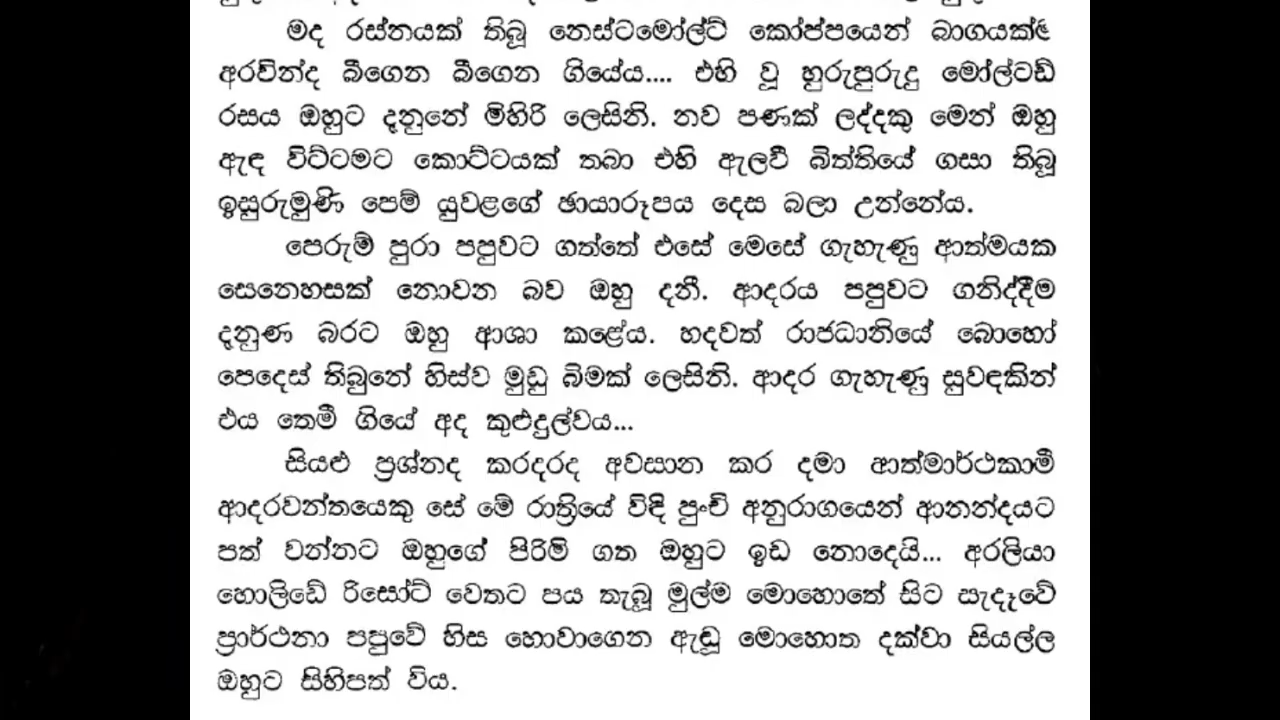 මද රස්නයක් තිබූ නෙස්ටමෝල්ට් කෝප්පයෙන් බාගයක්ම
අරවින්ද බීගෙන බීගෙන ගියේය.... එහි වූ හුරුපුරුදු මෝල්ටඩ්
රසය ඔහුට දැනුනේ මිහිරි ලෙසිනි. නව පණක් ලද්දකු මෙන් ඔහු
ඇඳ විට්ටමට කොට්ටයක් තබා එහි ඇලවී බිත්තියේ ගසා තිබූ
ඉසුරුමුණි පෙම් යුවළගේ ඡායාරූපය දෙස බලා උන්නේය.
පෙරුම් පුරා පපුවට ගත්තේ එසේ මෙසේ ගැහැණු ආත්මයක
සෙනෙහසක් නොවන බව ඔහු දනී. ආදරය පපුවට ගනිද්දීම
දැනුණ බරට ඔහු ආශා කළේය. හදවත් රාජධානියේ බොහෝ
පෙදෙස් තිබුනේ හිස්ව මුඩු බිමක් ලෙසිනි. ආදර ගැහැණු සුවඳකින්
එය තෙමී ගියේ අද කුළුදුල්වය...
සියළු ප්‍රශ්නද කරදරද අවසාන කර දමා ආත්මාර්ථකාමී
ආදරවන්තයෙකු සේ මේ රාත්‍රියේ විඳි පුංචි අනුරාගයෙන් ආනන්දයට
පත් වන්නට ඔහුගේ පිරිමි ගත ඔහුට ඉඩ නොදෙයි... අරලියා
හොලිඩේ රිසෝට් වෙතට පය තැබූ මුල්ම මොහොතේ සිට සැදෑවේ
ප්‍රාර්ථනා පපුවේ හිස හොවාගෙන ඇඬූ මොහොත දක්වා සියල්ල
ඔහුට සිහිපත් විය.